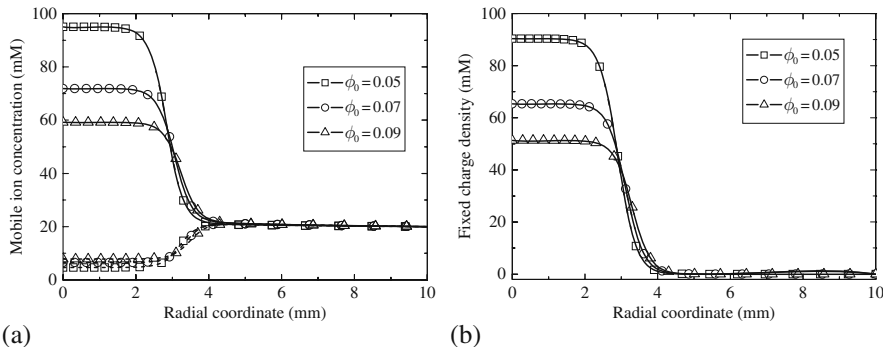 100
80
60
40
20
0
Mobile ion concentration (mM)
ϕ0 = 0.05
ϕ0 = 0.07
ϕ0 = 0.09
0 2 4 6 8 10
Radial coordinate (mm)
(a)
100
80
60
40
20
0
Fixed charge density (mM)
ϕ0 = 0.05
ϕ0 = 0.07
ϕ0 = 0.09
0 2 4 6 8 10
Radial coordinate (mm)
(b)